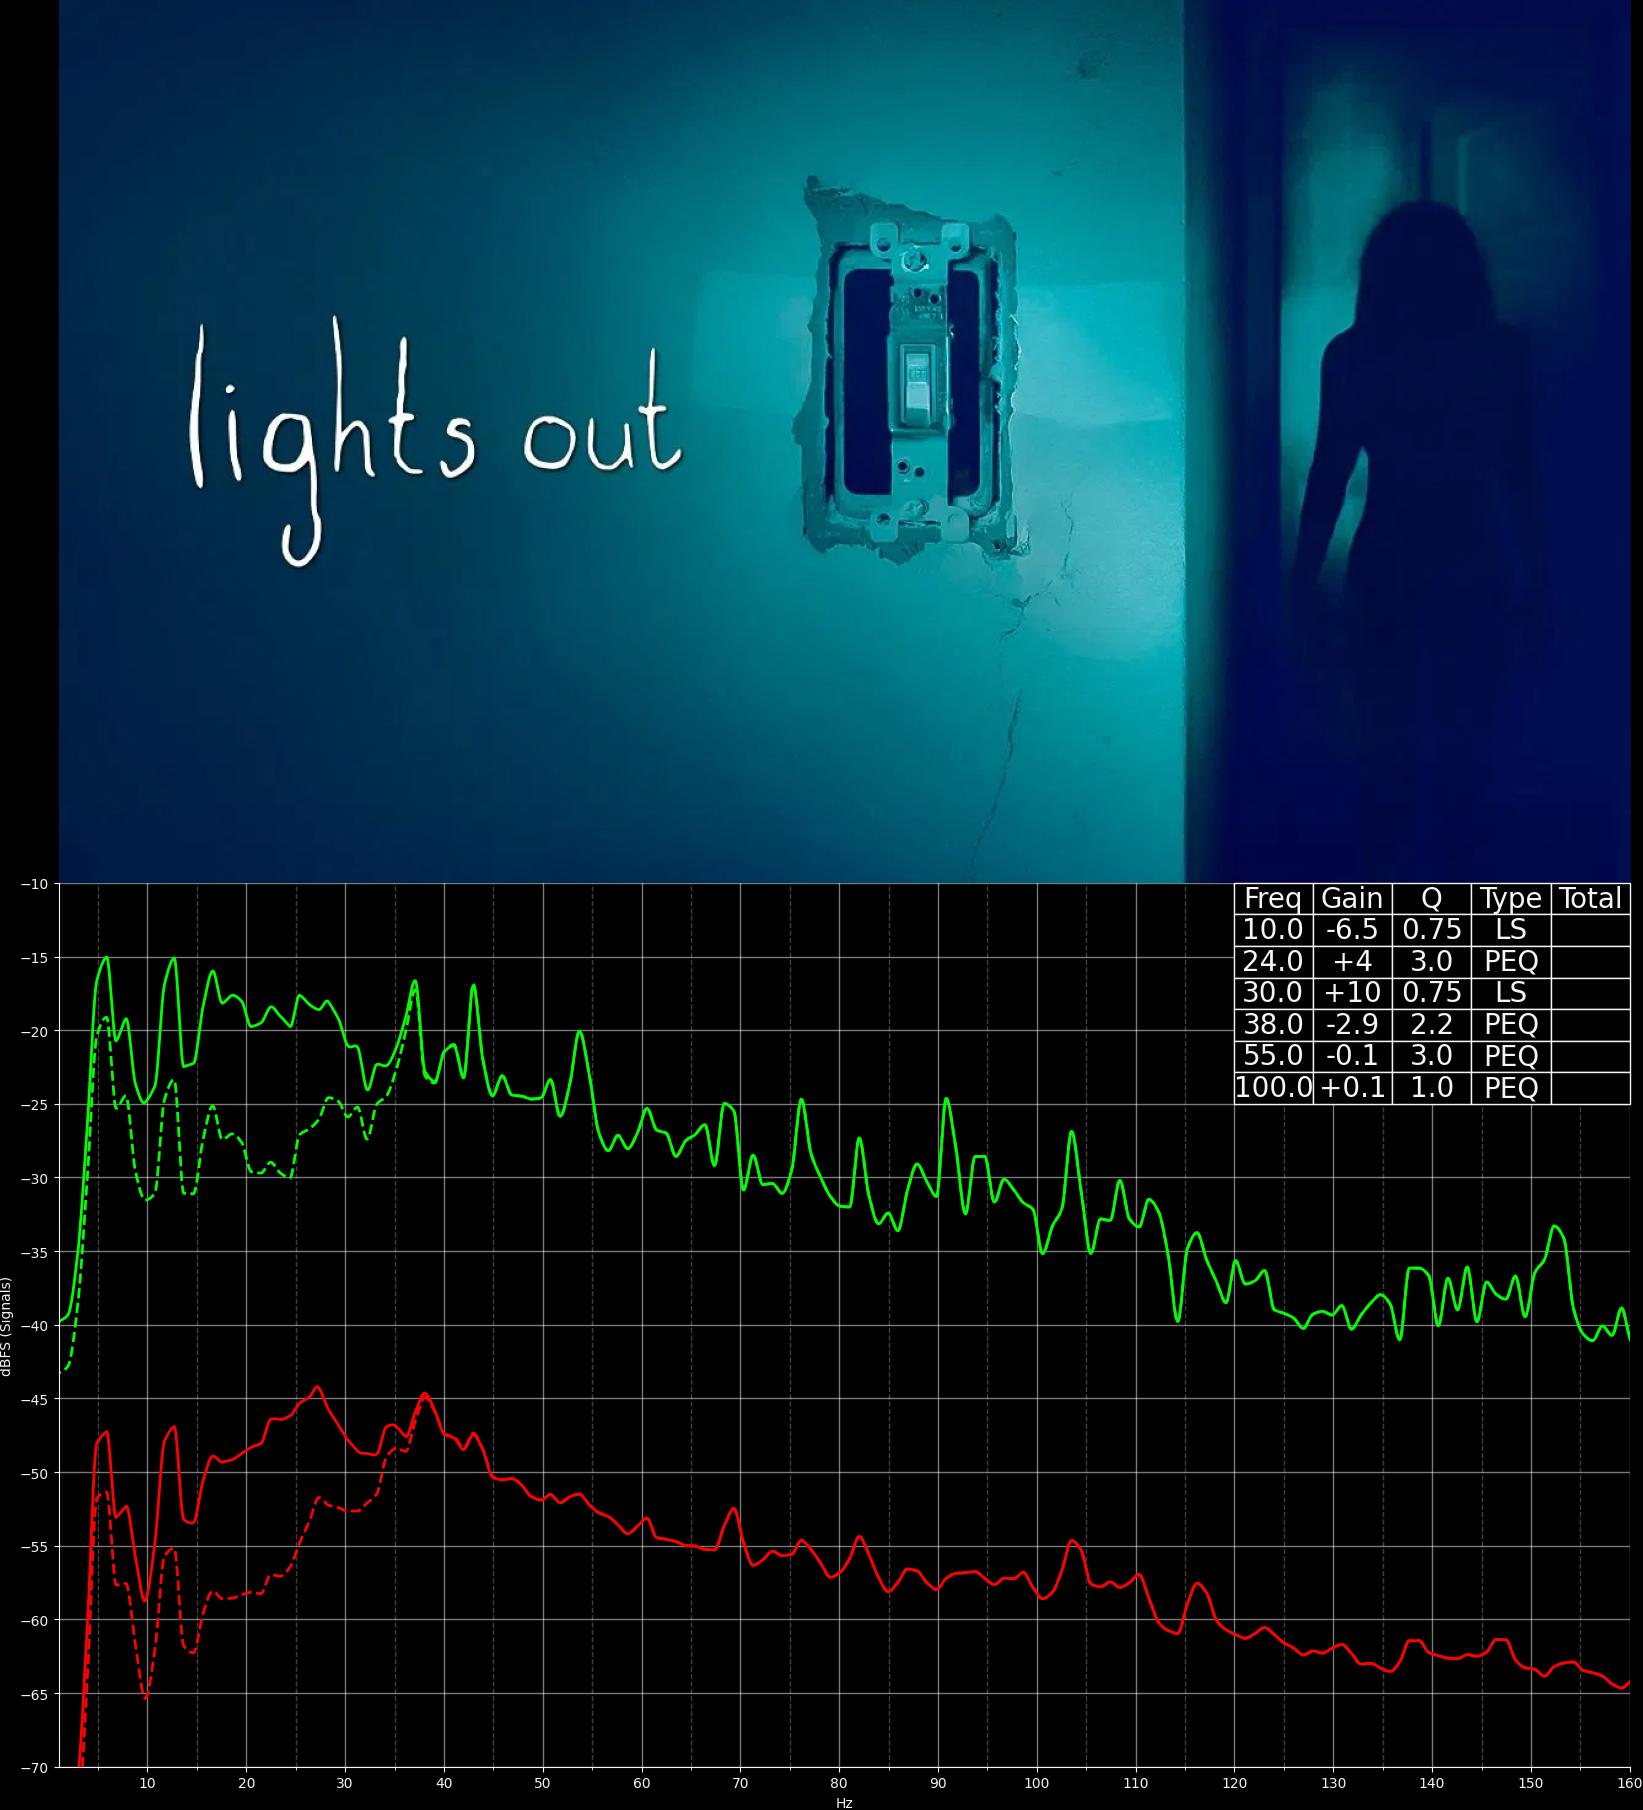 lights out
Freq Gain Q Type Total
10.0 -6.5 0.75 LS
24.0 +4 3.0 PEQ
30.0 +10 0.75 LS
38.0 -2.9 2.2 PEQ
55.0 -0.1 3.0 PEQ
100.0 +0.1 1.0 PEQ
−10
−15
−20
−25
−30
−35
−40
−45
−50
−55
−60
−65
−70
dBFS (Signals)
10 20 30 40 50 60 70 80 90 100 110 120 130 140 150 160
Hz